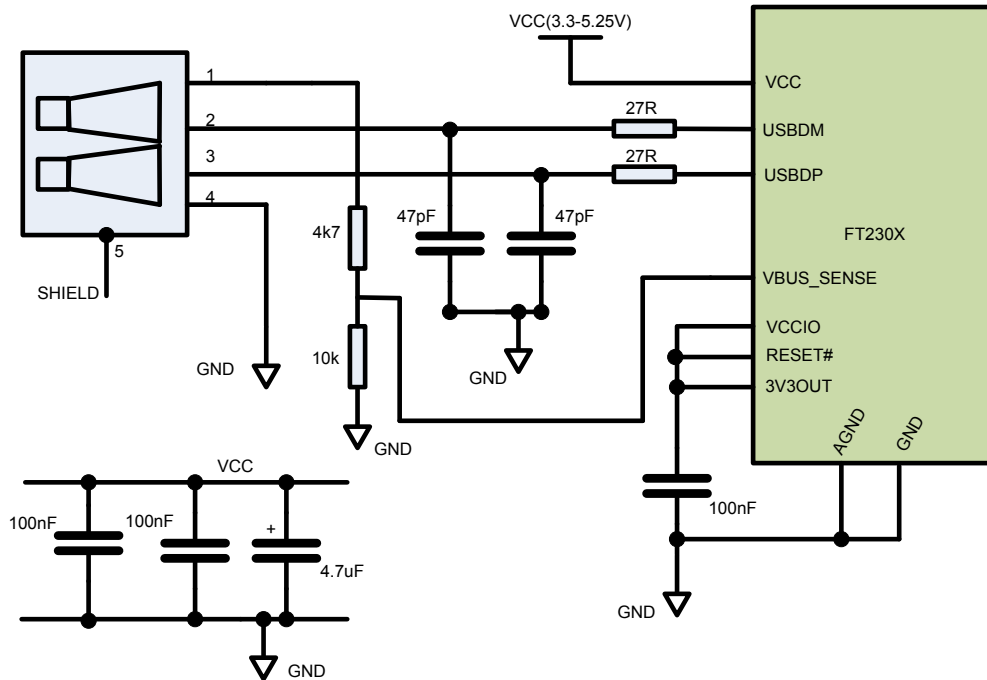 VCC(3.3-5.25V)
1
VCC
27R
2
USBDM
27R
3
USBDP
4
47pF
47pF
4k7
FT230X
5
SHIELD
VBUS_SENSE
VCCIO
10k
RESET#
GND
GND
3V3OUT
AGND
GND
GND
VCC
100nF
100nF
100nF
+
4.7uF
GND
GND